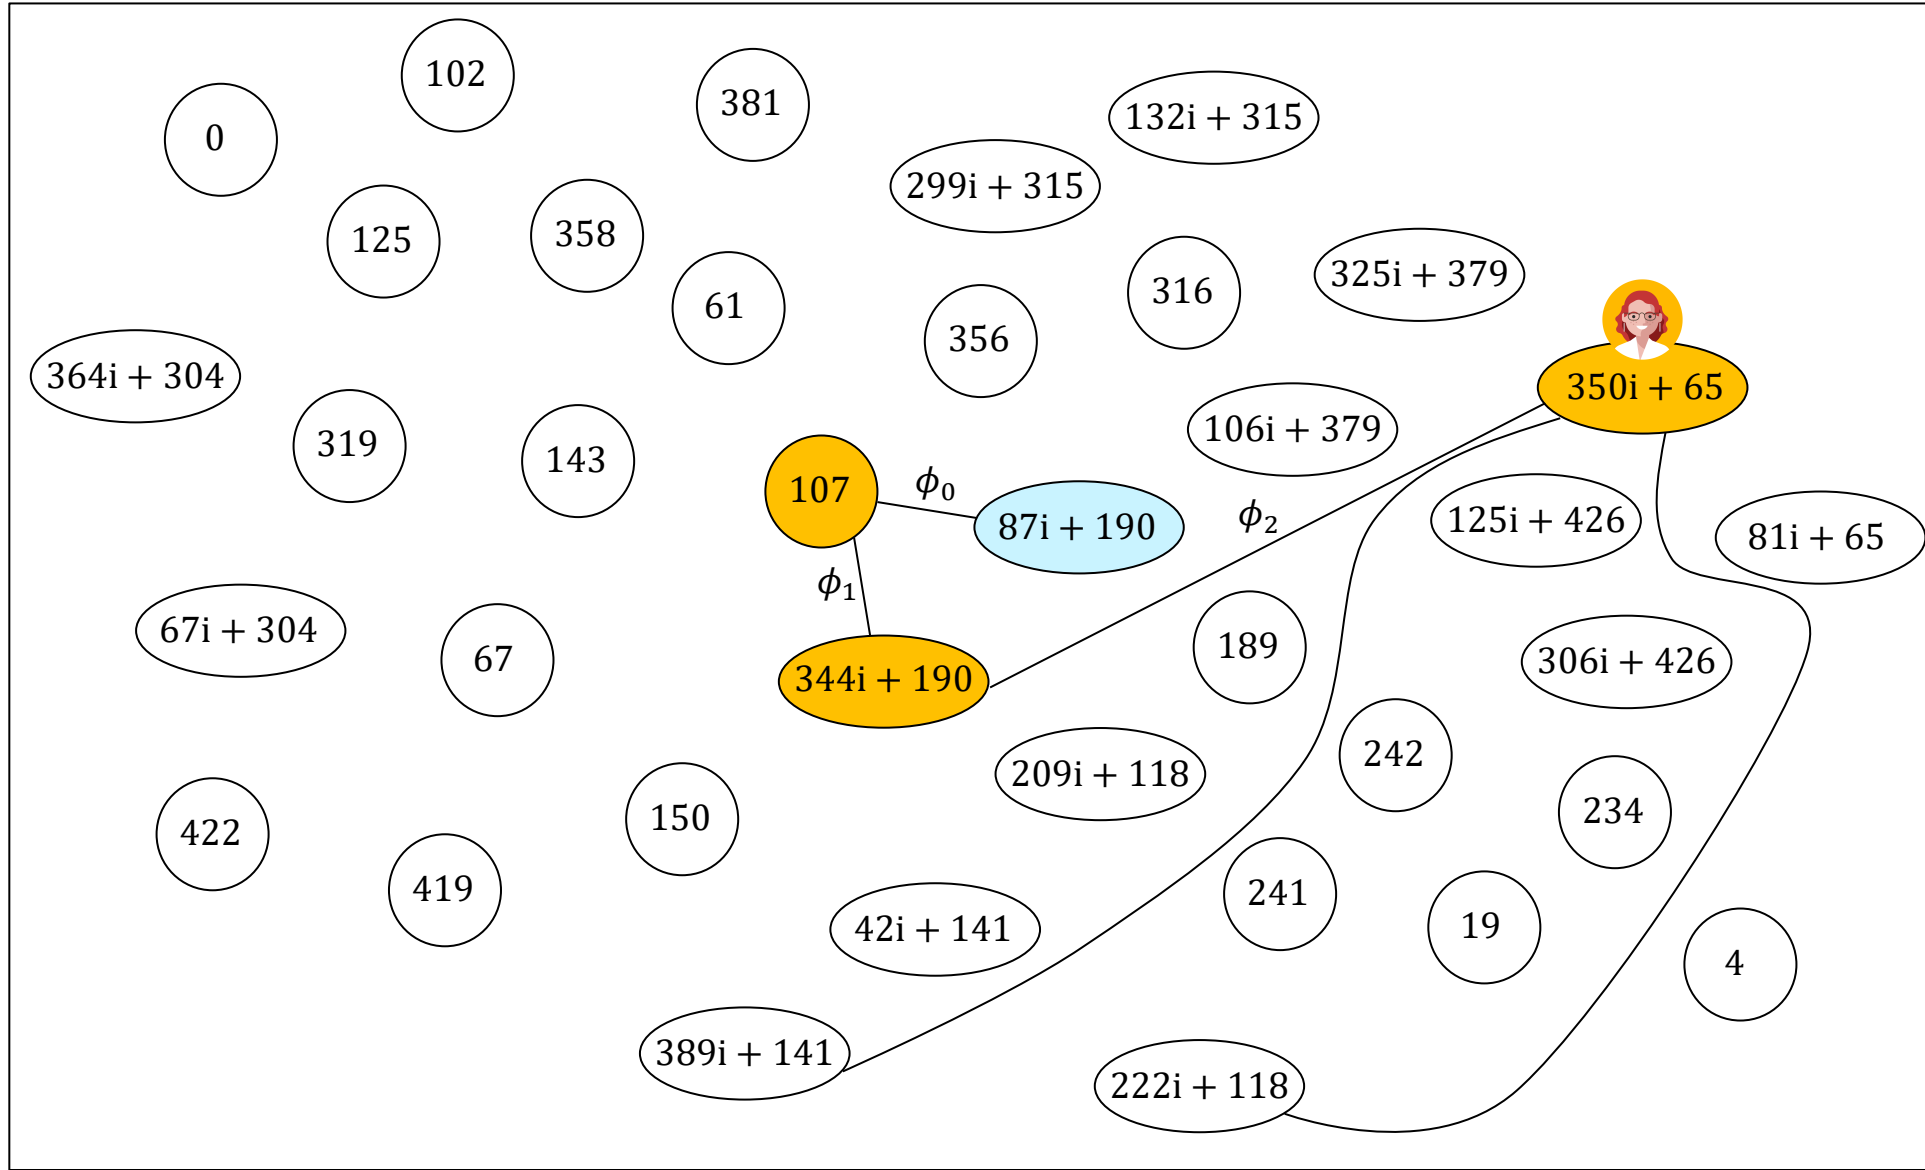 102
381
132i + 315
0
299i + 315
125
358
316
325i + 379
61
356
364i + 304
350i + 65
319
143
106i + 379
107
ϕ₀
87i + 190
ϕ₂
125i + 426
81i + 65
ϕ₁
67i + 304
67
344i + 190
189
306i + 426
209i + 118
242
422
150
234
419
241
42i + 141
19
4
389i + 141
222i + 118